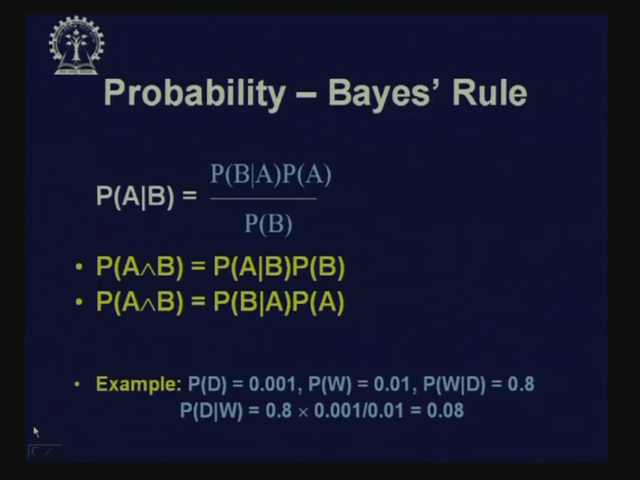 Probability – Bayes' Rule
P(A|B) = P(B|A)P(A)
P(B)
• P(A∧B) = P(A|B)P(B)
• P(A∧B) = P(B|A)P(A)
• Example: P(D) = 0.001, P(W) = 0.01, P(W|D) = 0.8
P(D|W) = 0.8 × 0.001/0.01 = 0.08